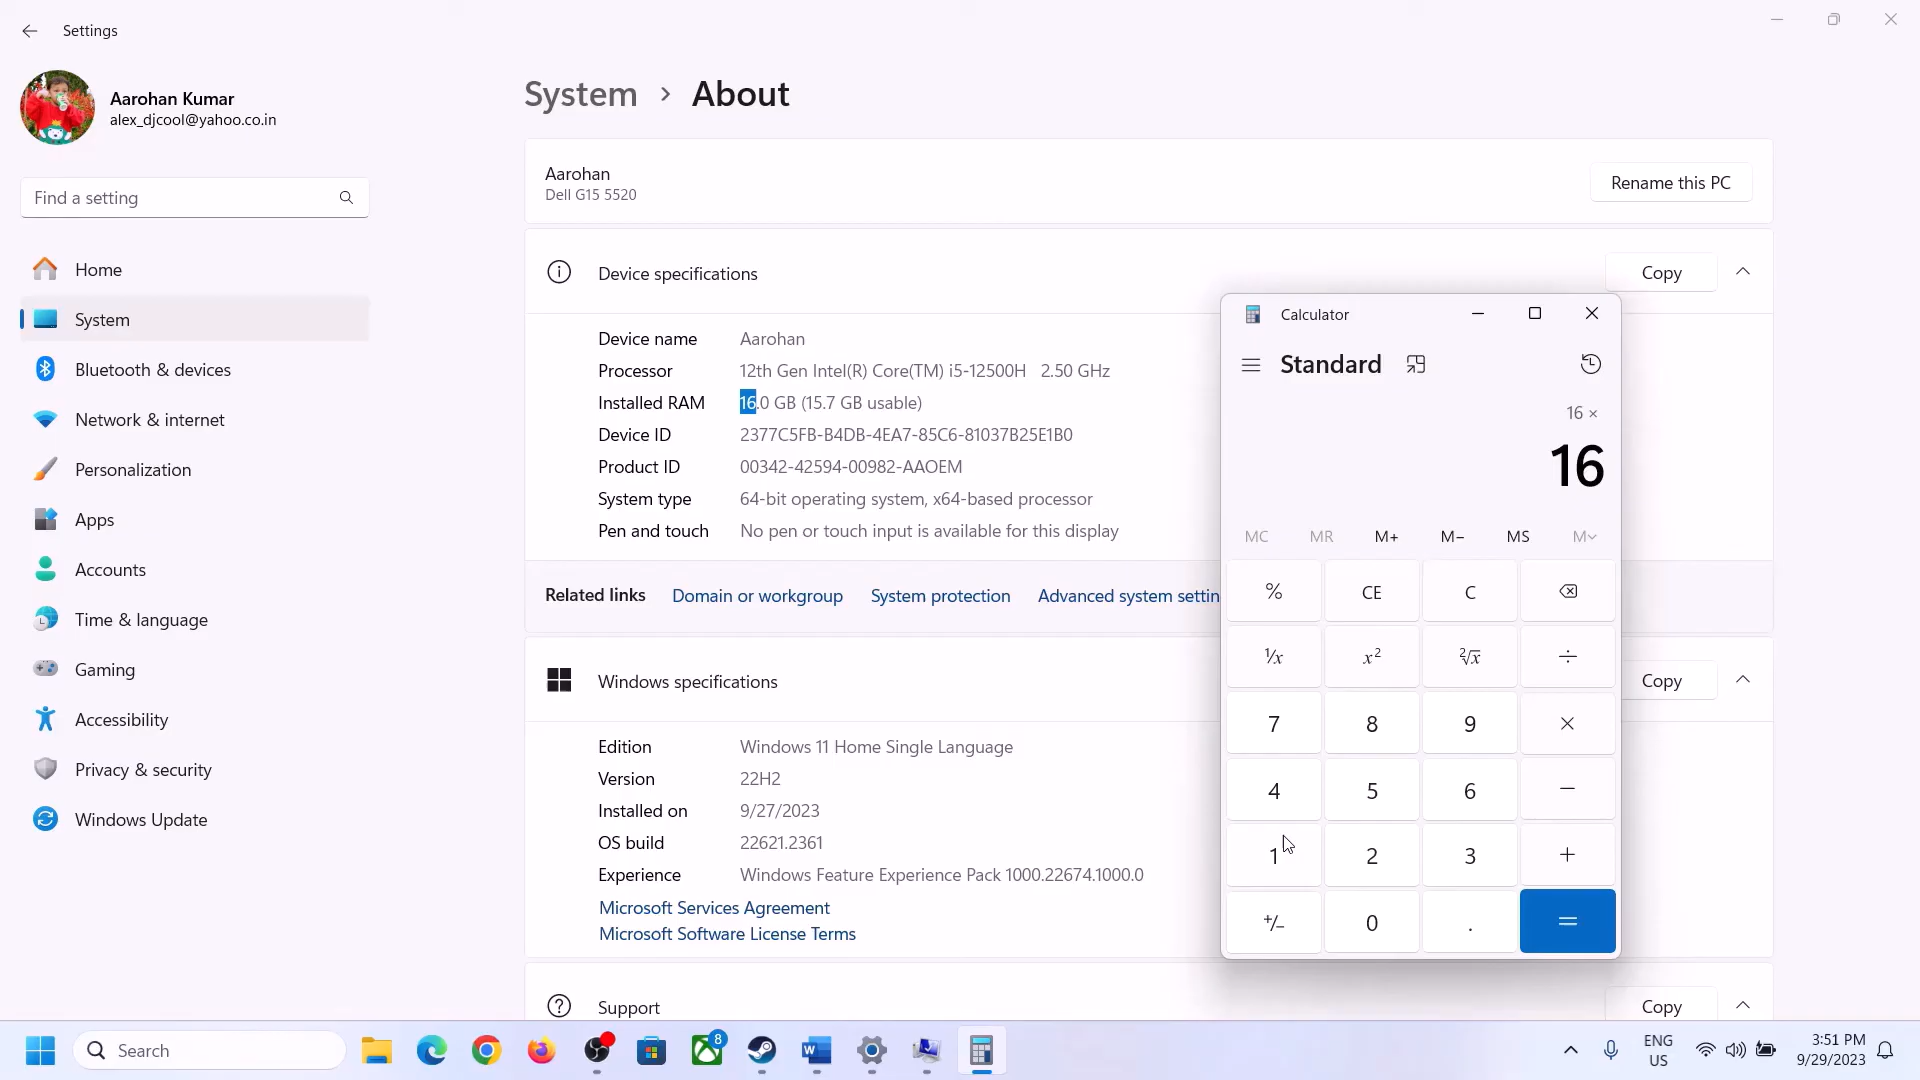 Settings
Aarohan Kumar
alex_djcool@yahoo.co.in
Find a setting
Home
System
Bluetooth & devices
Network & internet
Personalization
Apps
Accounts
Time & language
Gaming
Accessibility
Privacy & security
Windows Update
System › About
Aarohan
Dell G15 5520
Rename this PC
Device specifications
Copy
Device name Aarohan
Processor 12th Gen Intel(R) Core(TM) i5-12500H 2.50 GHz
Installed RAM 16.0 GB (15.7 GB usable)
Device ID 2377C5FB-B4DB-4EA7-85C6-81037B25E1B0
Product ID 00342-42594-00982-AAOEM
System type 64-bit operating system, x64-based processor
Pen and touch No pen or touch input is available for this display
Related links Domain or workgroup System protection Advanced system settin
Windows specifications
Copy
Edition Windows 11 Home Single Language
Version 22H2
Installed on 9/27/2023
OS build 22621.2361
Experience Windows Feature Experience Pack 1000.22674.1000.0
Microsoft Services Agreement
Microsoft Software License Terms
Support
Copy
Calculator
Standard
16 ×
16
MC MR M+ M− MS M
% CE C
⅟x x² ²√x ÷
7 8 9 ×
4 5 6 −
1 2 3 +
+/− 0 . =
Search
8
ENG
US
3:51 PM
9/29/2023